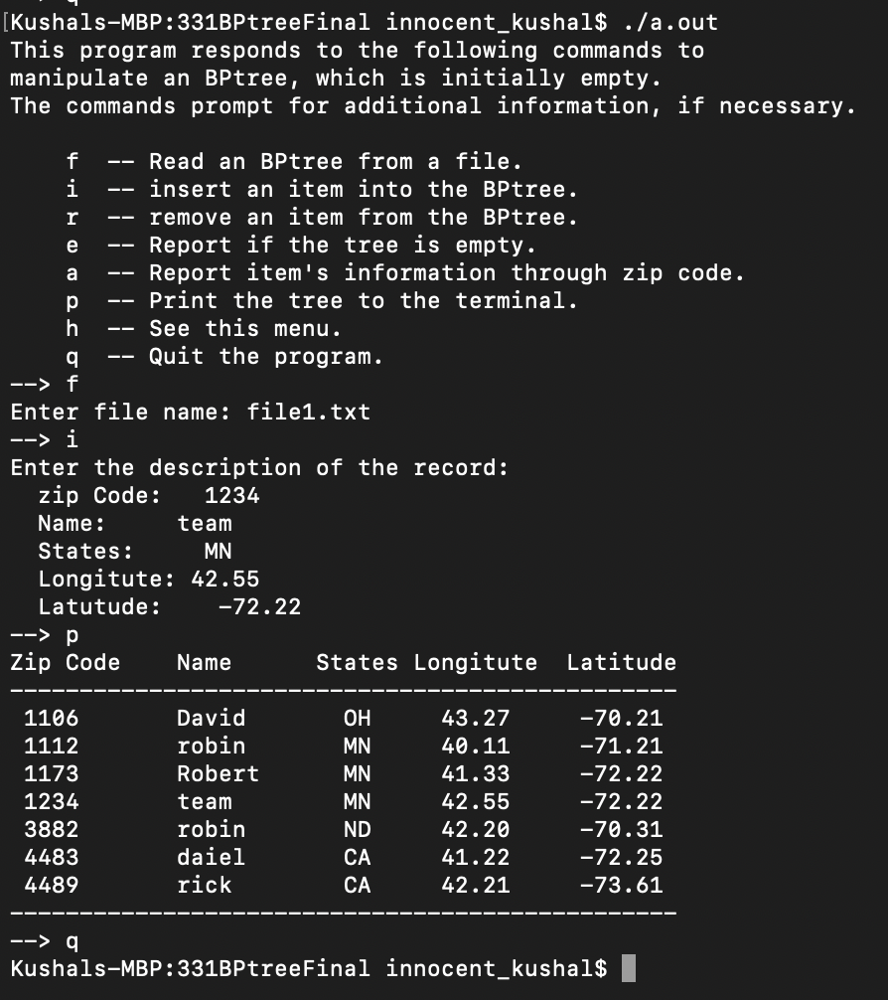 [Kushals-MBP:331BPtreeFinal innocent_kushal$ ./a.out
This program responds to the following commands to
manipulate an BPtree, which is initially empty.
The commands prompt for additional information, if necessary.
f -- Read an BPtree from a file.
i -- insert an item into the BPtree.
r -- remove an item from the BPtree.
e -- Report if the tree is empty.
a -- Report item's information through zip code.
p -- Print the tree to the terminal.
h -- See this menu.
q -- Quit the program.
--> f
Enter file name: file1.txt
--> i
Enter the description of the record:
zip Code: 1234
Name: team
States: MN
Longitute: 42.55
Latutude: -72.22
--> p
Zip Code Name States Longitute Latitude
------------------------------------------------
1106 David OH 43.27 -70.21
1112 robin MN 40.11 -71.21
1173 Robert MN 41.33 -72.22
1234 team MN 42.55 -72.22
3882 robin ND 42.20 -70.31
4483 daiel CA 41.22 -72.25
4489 rick CA 42.21 -73.61
------------------------------------------------
--> q
Kushals-MBP:331BPtreeFinal innocent_kushal$